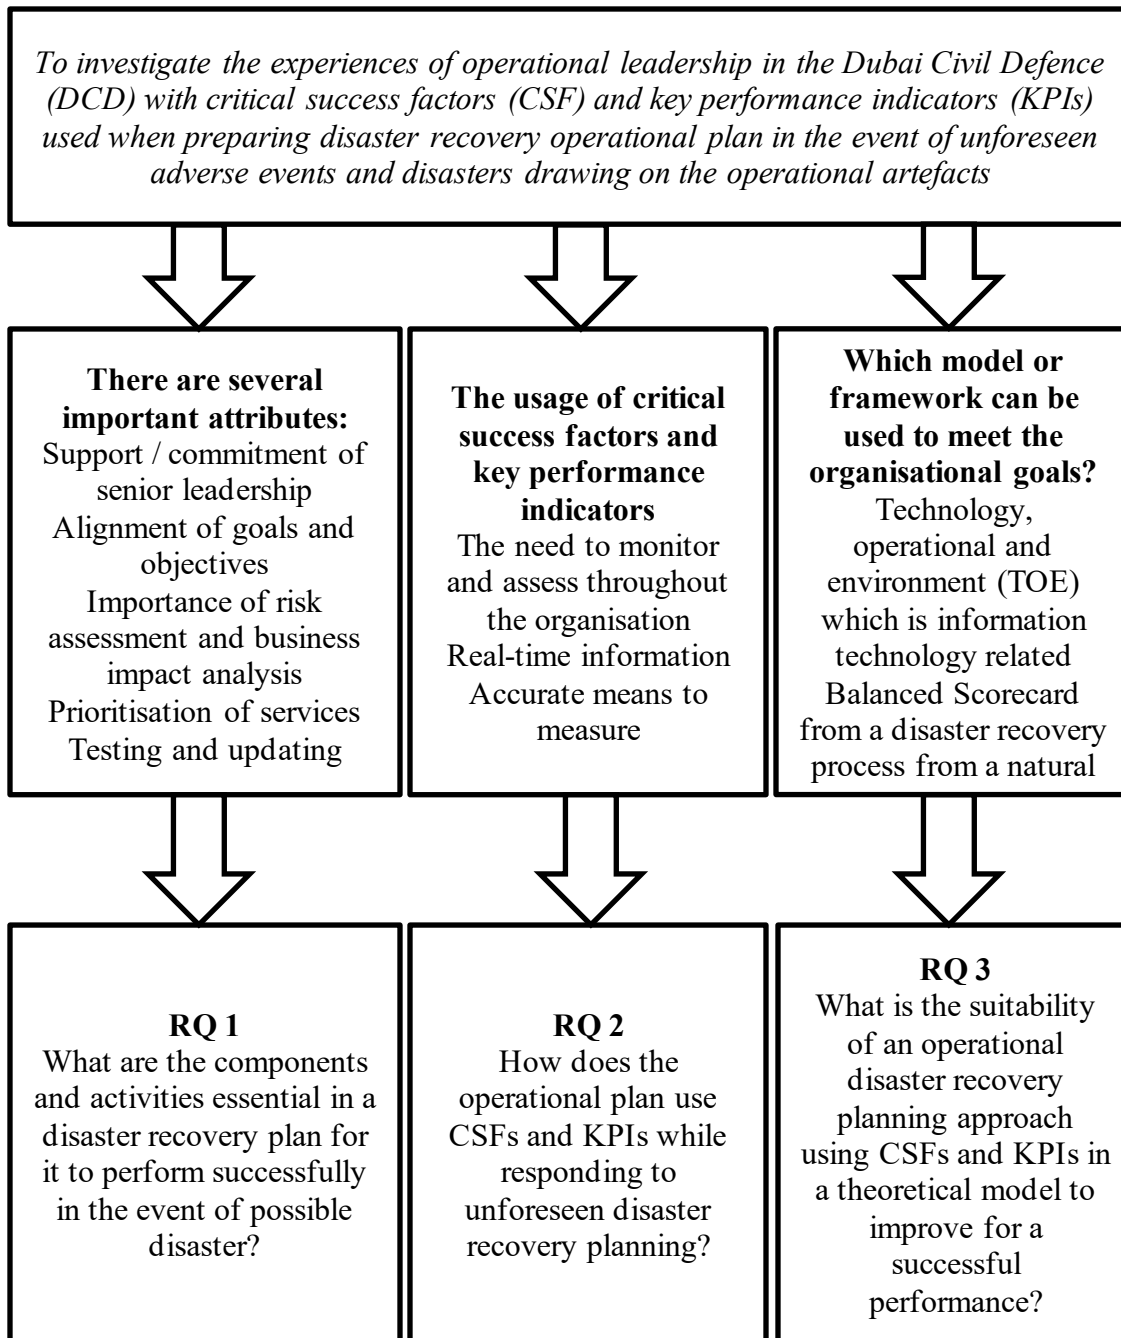 To investigate the experiences of operational leadership in the Dubai Civil Defence
(DCD) with critical success factors (CSF) and key performance indicators (KPIs)
used when preparing disaster recovery operational plan in the event of unforeseen
adverse events and disasters drawing on the operational artefacts
There are several
important attributes:
Support / commitment of
senior leadership
Alignment of goals and
objectives
Importance of risk
assessment and business
impact analysis
Prioritisation of services
Testing and updating
The usage of critical
success factors and
key performance
indicators
The need to monitor
and assess throughout
the organisation
Real-time information
Accurate means to
measure
Which model or
framework can be
used to meet the
organisational goals?
Technology,
operational and
environment (TOE)
which is information
technology related
Balanced Scorecard
from a disaster recovery
process from a natural
RQ 1
What are the components
and activities essential in a
disaster recovery plan for
it to perform successfully
in the event of possible
disaster?
RQ 2
How does the
operational plan use
CSFs and KPIs while
responding to
unforeseen disaster
recovery planning?
RQ 3
What is the suitability
of an operational
disaster recovery
planning approach
using CSFs and KPIs in
a theoretical model to
improve for a
successful
performance?